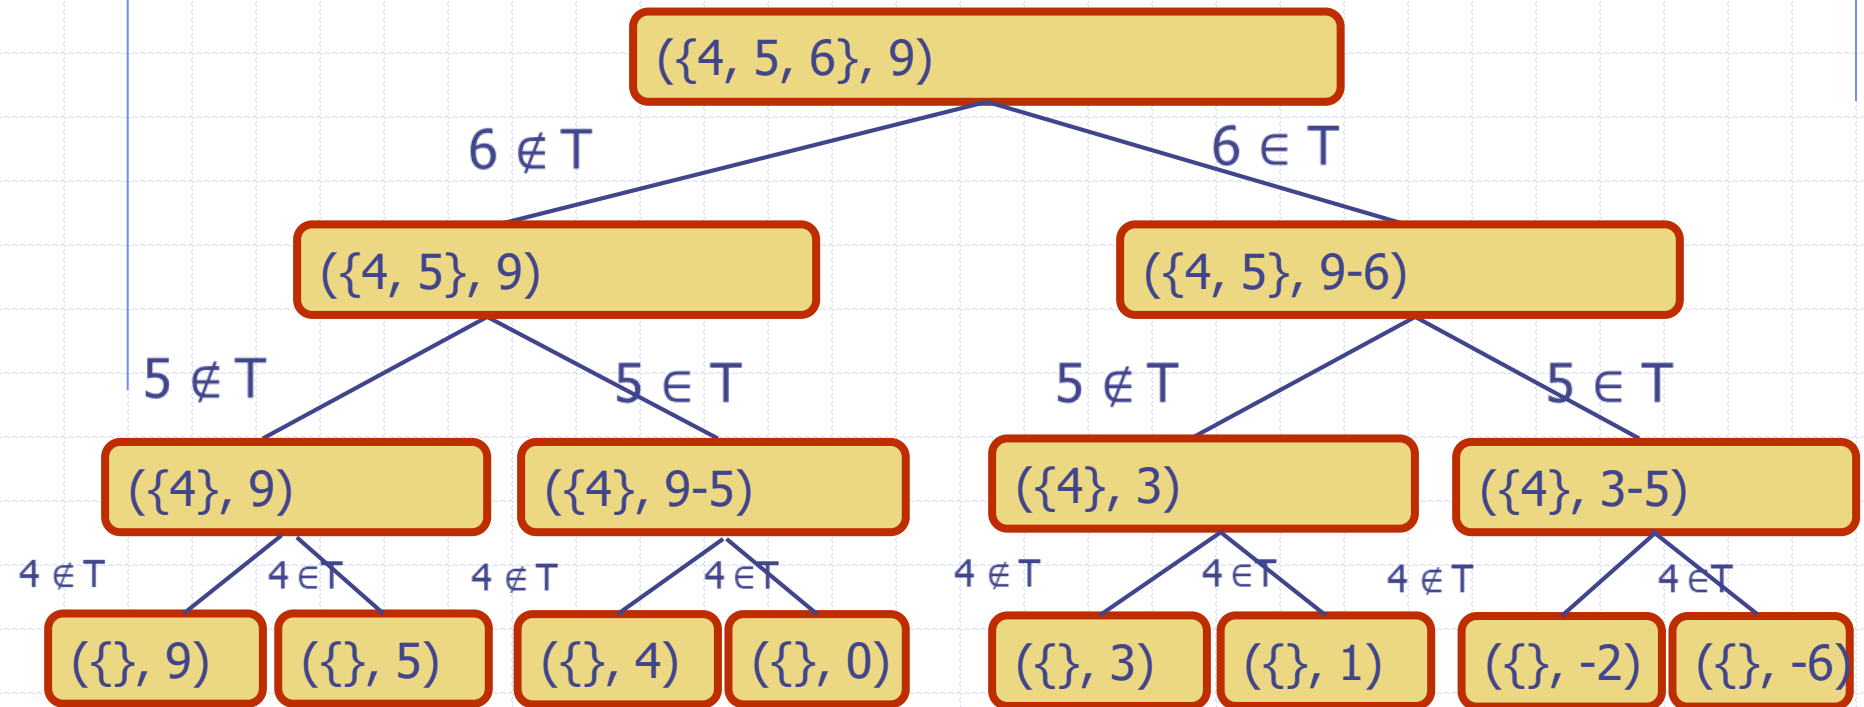 ({4, 5, 6}, 9)
6 ∉ T
6 ∈ T
({4, 5}, 9)
({4, 5}, 9-6)
5 ∉ T
5 ∈ T
5 ∉ T
5 ∈ T
({4}, 9)
({4}, 9-5)
({4}, 3)
({4}, 3-5)
4 ∉ T
4 ∈T
4 ∉ T
4 ∈T
4 ∉ T
4 ∈T
4 ∉ T
4 ∈T
({}, 9)
({}, 5)
({}, 4)
({}, 0)
({}, 3)
({}, 1)
({}, -2)
({}, -6)